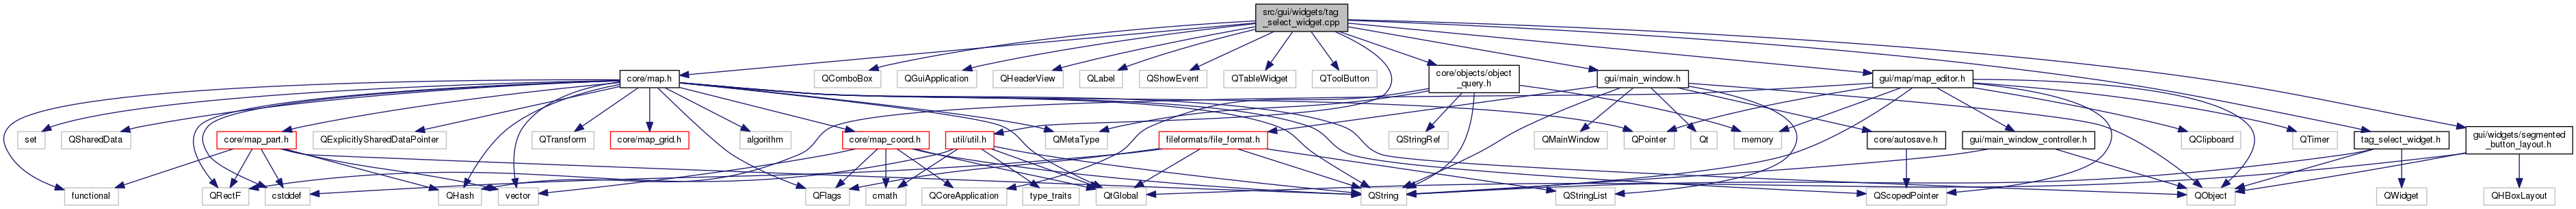 src/gui/widgets/tag
_select_widget.cpp
core/map.h
QComboBox
QGuiApplication
QHeaderView
QLabel
QShowEvent
QTableWidget
QToolButton
core/objects/object
_query.h
gui/main_window.h
gui/map/map_editor.h
set
QSharedData
core/map_part.h
QExplicitlySharedDataPointer
QTransform
core/map_grid.h
algorithm
core/map_coord.h
util/util.h
QMetaType
fileformats/file_format.h
QStringRef
memory
QMainWindow
QPointer
Qt
core/autosave.h
gui/main_window_controller.h
QClipboard
QTimer
tag_select_widget.h
gui/widgets/segmented
_button_layout.h
functional
QRectF
cstddef
QHash
vector
QFlags
cmath
QCoreApplication
type_traits
QtGlobal
QString
QStringList
QScopedPointer
QObject
QWidget
QHBoxLayout